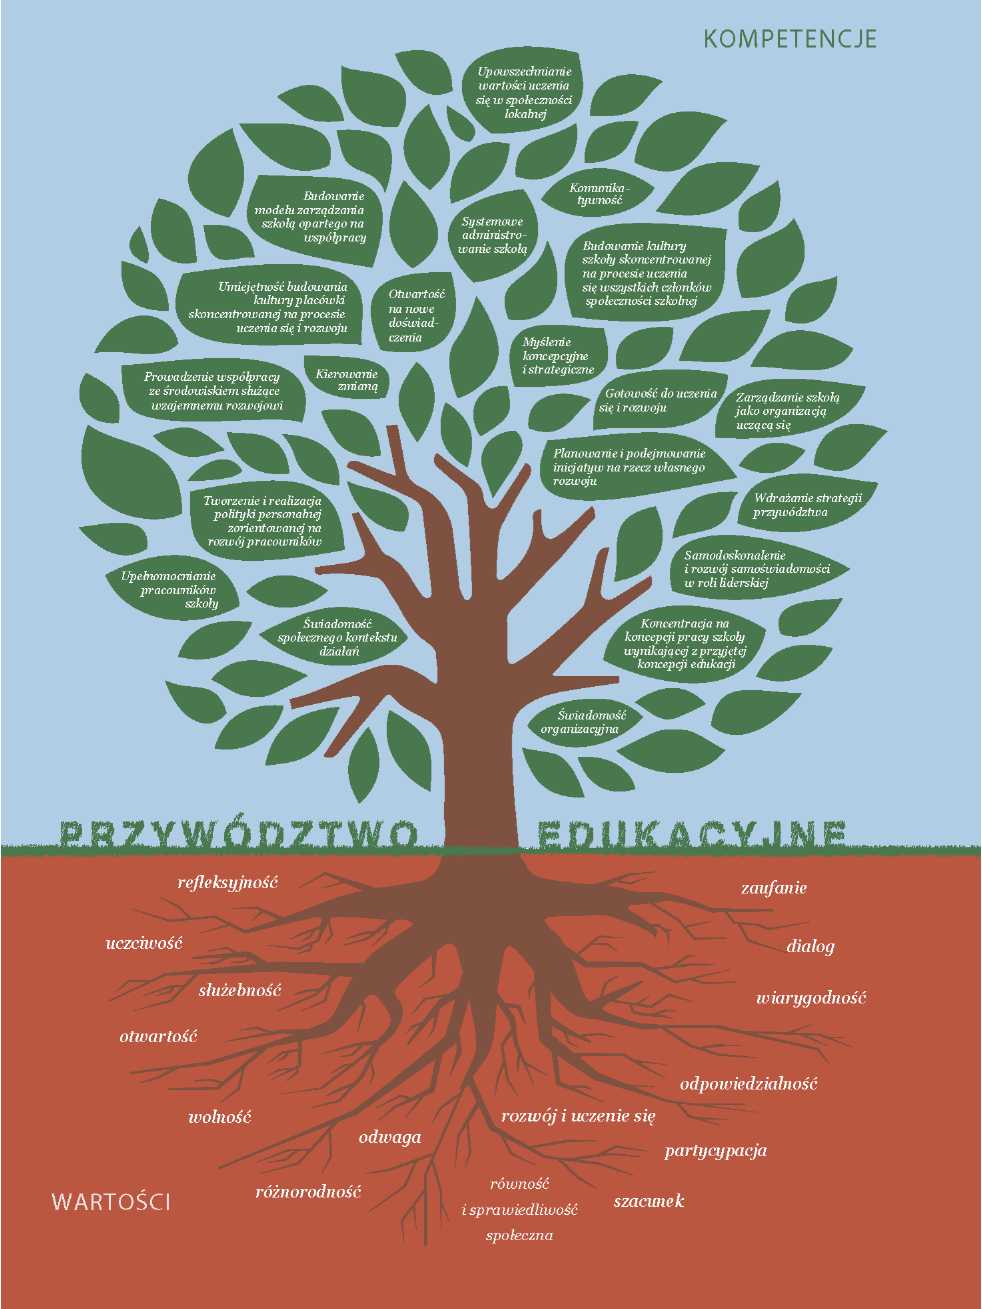 KOMPETENCJE
Upowszechnianie
wartości uczenia
się w społeczności
lokalnej
Komunika-
tywność
Budowanie
modelu zarządzania
szkołą opartego na
współpracy
Systemowe
administro-
wanie szkołą
Budowanie kultury
szkoły skoncentrowanej
na procesie uczenia
się wszystkich członków
społeczności szkolnej
Umiejętność budowania
kultury placówki
skoncentrowanej na procesie
uczenia się i rozwoju
Otwartość
na nowe
doświad-
czenia
Myślenie
koncepcyjne
i strategiczne
Prowadzenie współpracy
ze środowiskiem służące
wzajemnemu rozwojowi
Kierowanie
zmianą
Gotowość do uczenia
się i rozwoju
Zarządzanie szkołą
jako organizacją
uczącą się
Planowanie i podejmowanie
inicjatyw na rzecz własnego
rozwoju
Tworzenie i realizacja
polityki personalnej
zorientowanej na
rozwój pracowników
Wdrażanie strategii
przywództwa
Upełnomocnianie
pracowników
szkoły
Samodoskonalenie
i rozwój samoświadomości
w roli liderskiej
Świadomość
społecznego kontekstu
działań
Koncentracja na
koncepcji pracy szkoły
wynikającej z przyjętej
koncepcji edukacji
Świadomość
organizacyjna
PRZYWÓDZTWO EDUKACYJNE
refleksyjność
zaufanie
uczciwość
dialog
służebność
wiarygodność
otwartość
odpowiedzialność
wolność
rozwój i uczenie się
odwaga
partycypacja
różnorodność
równość
i sprawiedliwość
społeczna
szacunek
WARTOŚCI